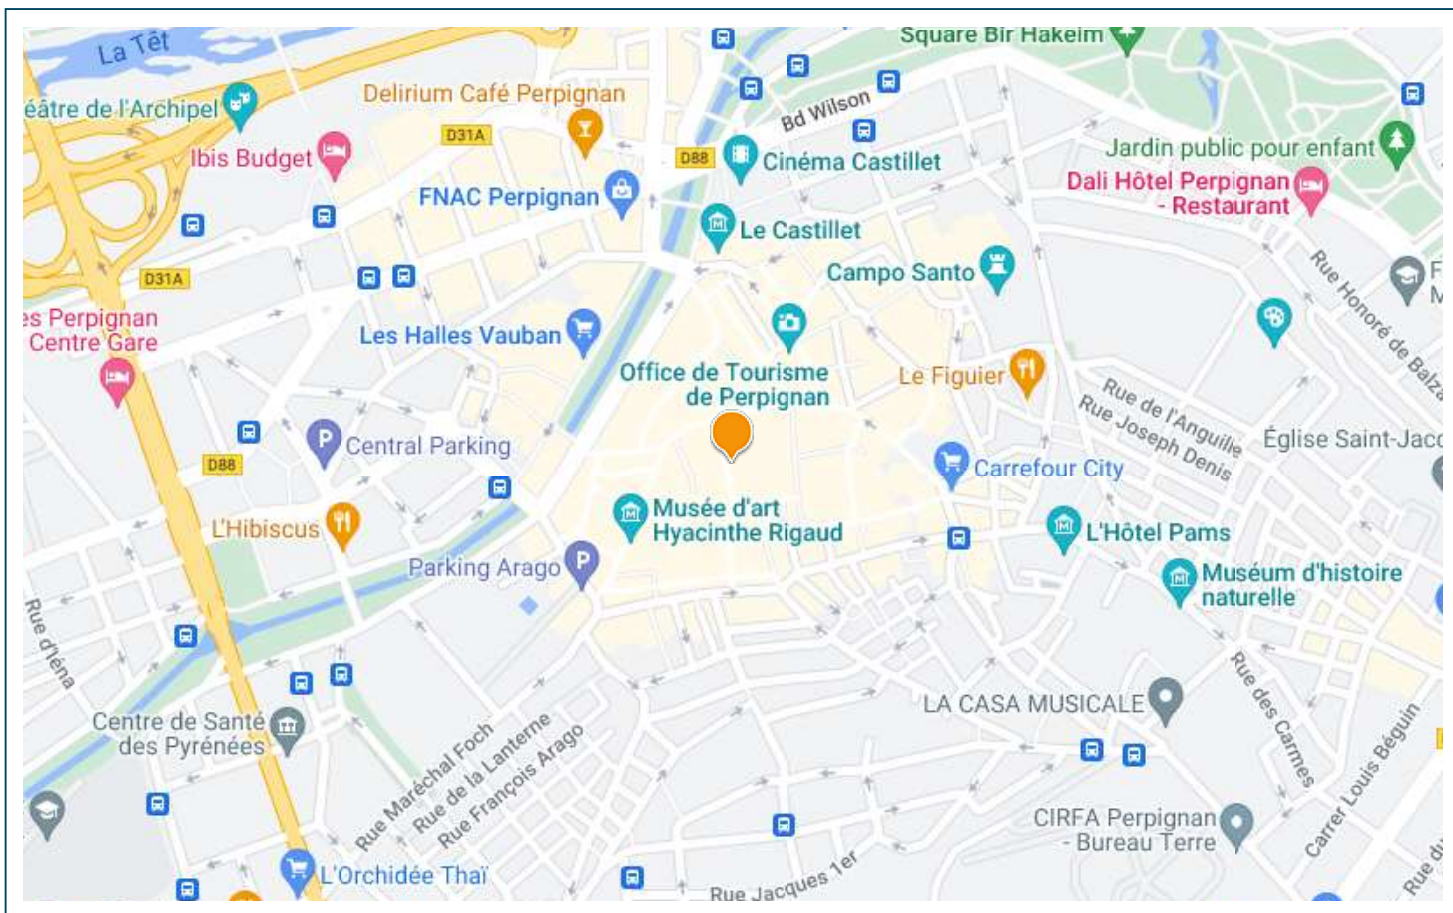 La Têt
Square Bir Hakeim
Delirium Café Perpignan
éâtre de l'Archipel
Bd Wilson
D31A
Ibis Budget
D88
Cinéma Castillet
Jardin public pour enfant
FNAC Perpignan
Dali Hôtel Perpignan
- Restaurant
Le Castillet
D31A
Campo Santo
Rue Honoré de Balza
F
M
es Perpignan
Centre Gare
Les Halles Vauban
Office de Tourisme
de Perpignan
Le Figuier
Rue de l'Anguille
Rue Joseph Denis
Église Saint-Jacq
P
Central Parking
D88
Carrefour City
L'Hibiscus
Musée d'art
Hyacinthe Rigaud
L'Hôtel Pams
Parking Arago
P
Muséum d'histoire
naturelle
Rue d'Iéna
Rue des Carmes
LA CASA MUSICALE
Centre de Santé
des Pyrénées
Rue Maréchal Foch
Rue de la Lanterne
Rue François Arago
Carrer Louis Béguin
CIRFA Perpignan
- Bureau Terre
L'Orchidée Thaï
Rue Jacques 1er
Rue du